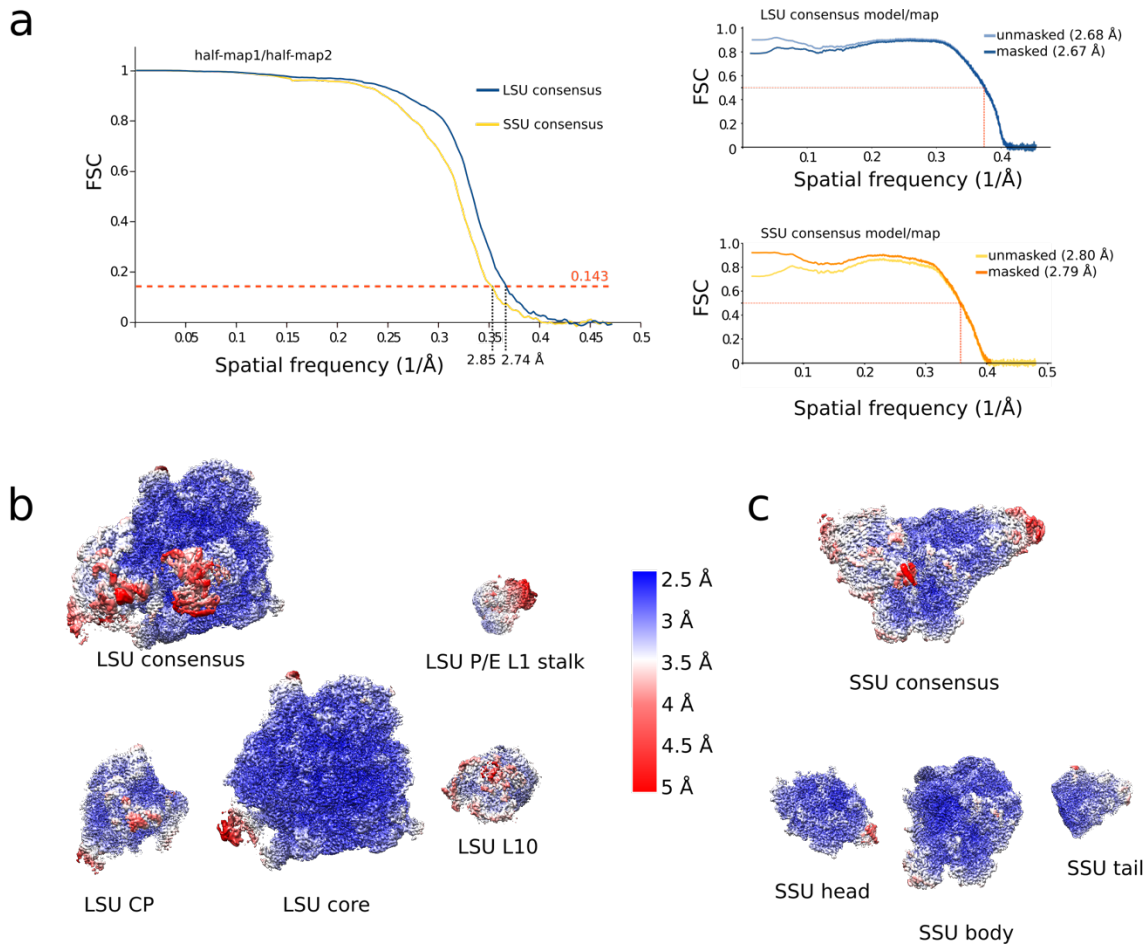 a
half-map1/half-map2
LSU consensus
SSU consensus
FSC
1
0.8
0.6
0.4
0.2
0
0.143
0 0.05 0.1 0.15 0.2 0.25 0.3 0.35 0.4 0.45 0.5
2.85 2.74 Å
Spatial frequency (1/Å)
LSU consensus model/map
unmasked (2.68 Å)
masked (2.67 Å)
FSC
1.0
0.8
0.6
0.4
0.2
0
0.1 0.2 0.3 0.4
Spatial frequency (1/Å)
SSU consensus model/map
unmasked (2.80 Å)
masked (2.79 Å)
FSC
1.0
0.8
0.6
0.4
0.2
0
0.1 0.2 0.3 0.4 0.5
Spatial frequency (1/Å)
b
LSU consensus
LSU P/E L1 stalk
LSU CP
LSU core
LSU L10
2.5 Å
3 Å
3.5 Å
4 Å
4.5 Å
5 Å
c
SSU consensus
SSU head
SSU body
SSU tail